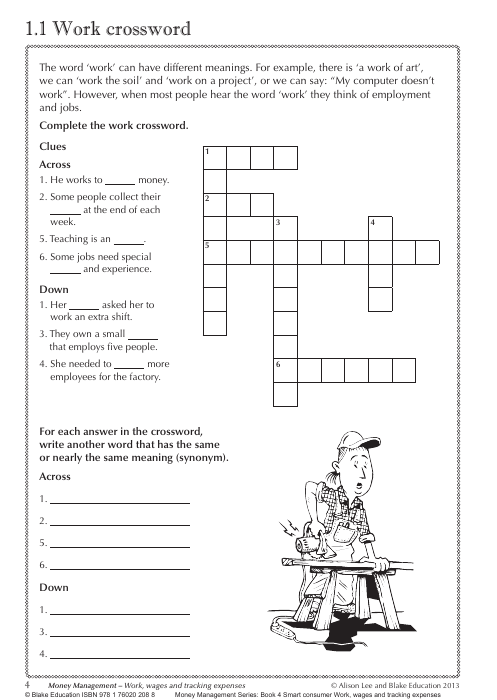 1.1 Work crossword
The word ‘work’ can have different meanings. For example, there is ‘a work of art’,
we can ‘work the soil’ and ‘work on a project’, or we can say: “My computer doesn’t
work”. However, when most people hear the word ‘work’ they think of employment
and jobs.
Complete the work crossword.
Clues
Across
1. He works to ______ money.
2. Some people collect their
______ at the end of each
week.
5. Teaching is an ______.
6. Some jobs need special
______ and experience.
Down
1. Her ______ asked her to
work an extra shift.
3. They own a small ______
that employs five people.
4. She needed to ______ more
employees for the factory.
1
2
3 4
5
6
For each answer in the crossword,
write another word that has the same
or nearly the same meaning (synonym).
Across
1. ______
2. ______
5. ______
6. ______
Down
1. ______
3. ______
4. ______
4 Money Management – Work, wages and tracking expenses © Alison Lee and Blake Education 2013
© Blake Education ISBN 978 1 76020 208 8 Money Management Series: Book 4 Smart consumer Work, wages and tracking expenses